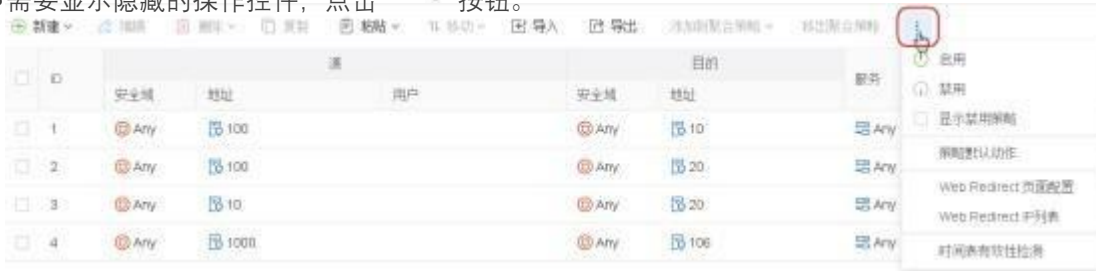 需要显示隐藏的操作控件，点击" "按钮。
新建 编辑 删除 复制 粘贴 移动 导入 导出 添加到聚合策略 移出聚合策略
源 目的
ID 服务
安全域 地址 用户 安全域 地址
1 Any 100 Any 10 Any
2 Any 100 Any 20 Any
3 Any 10 Any 20 Any
4 Any 1000 Any 106 Any
启用
禁用
显示禁用策略
策略默认动作
Web Redirect 页面配置
Web Redirect IP列表
时间表有效性检测